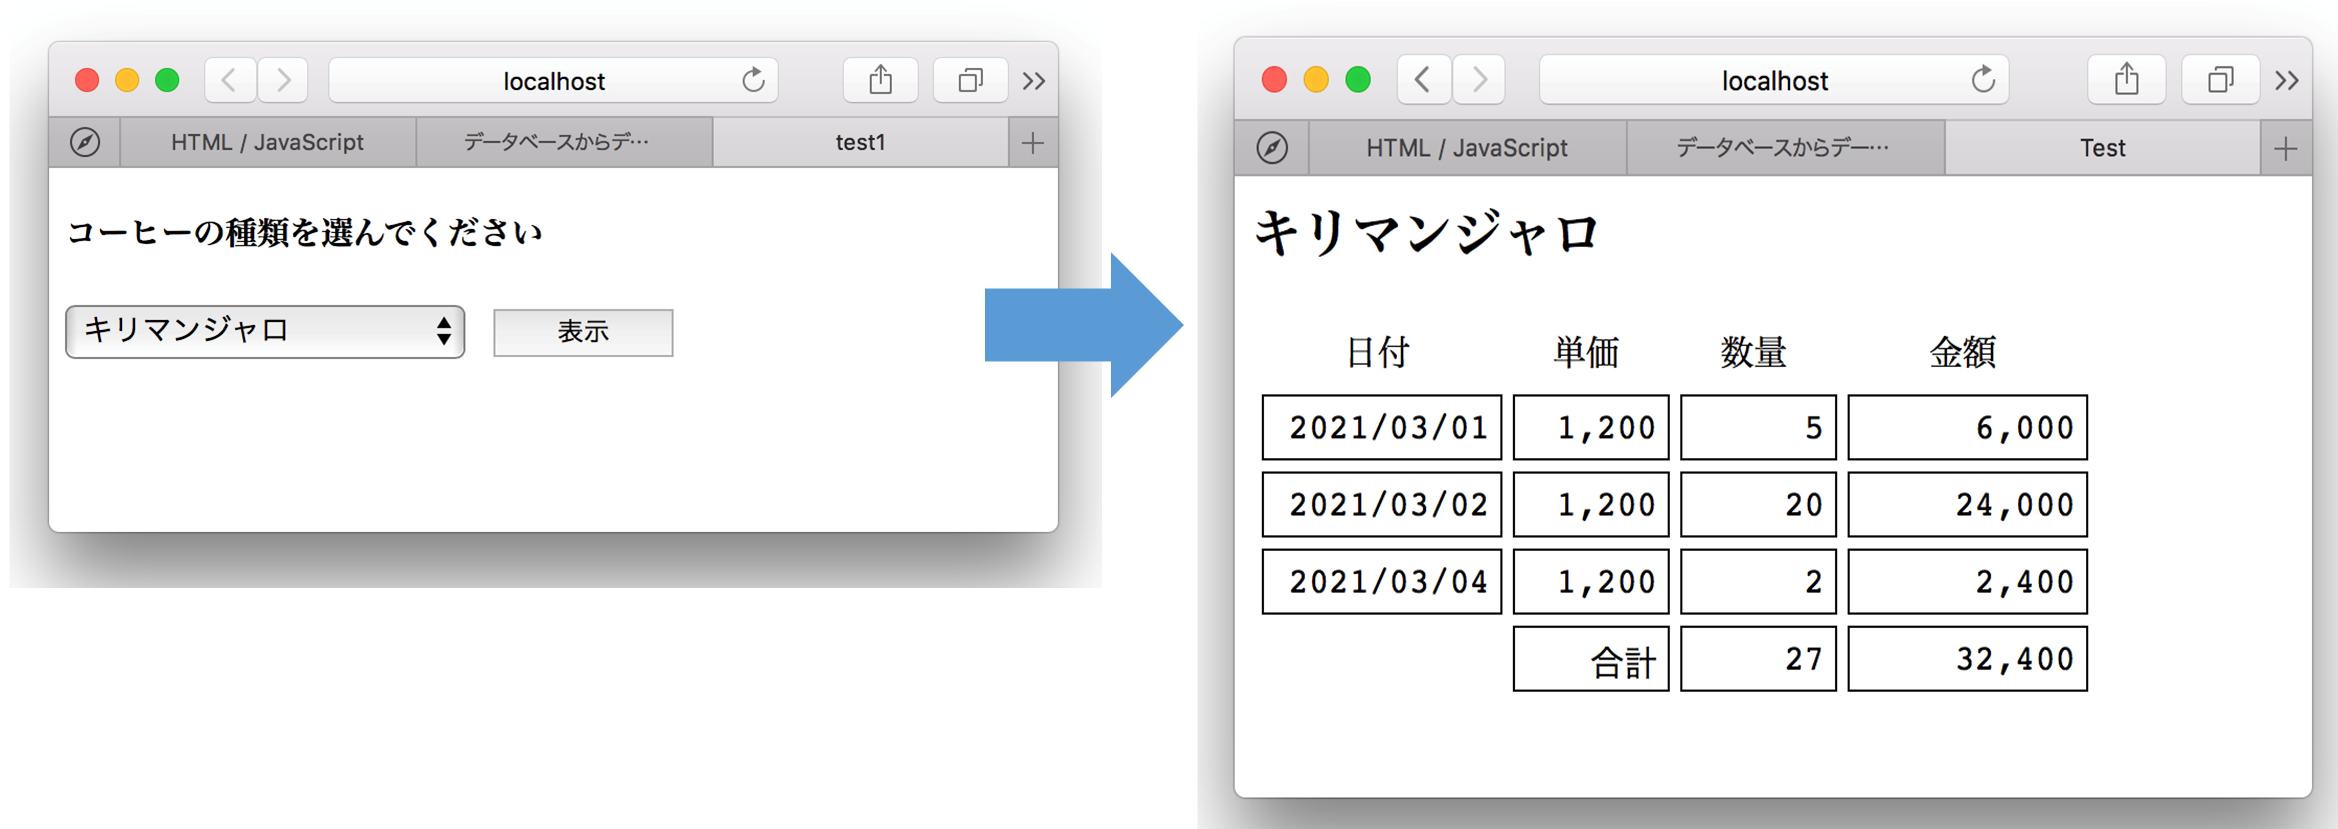 localhost
HTML / JavaScript データベースからデ… test1
コーヒーの種類を選んでください
キリマンジャロ 表示
localhost
HTML / JavaScript データベースからデー… Test
キリマンジャロ
日付 単価 数量 金額
2021/03/01 1,200 5 6,000
2021/03/02 1,200 20 24,000
2021/03/04 1,200 2 2,400
合計 27 32,400